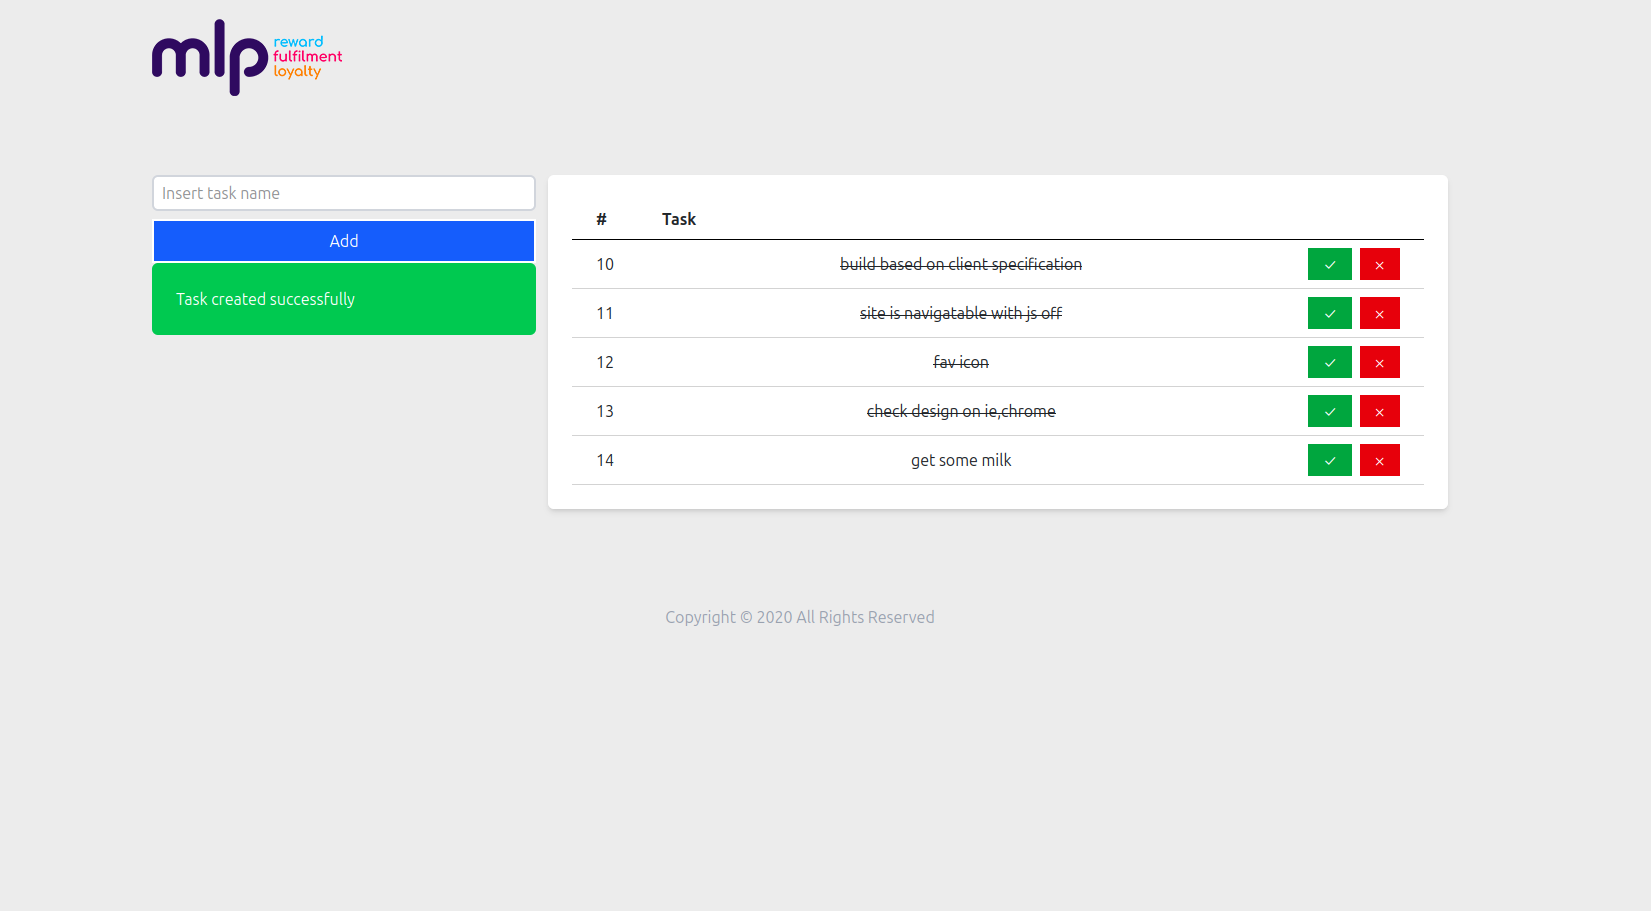 mlp
reward
fulfilment
loyalty
Insert task name
Add
Task created successfully
# Task
10 build based on client specification
11 site is navigatable with js off
12 fav icon
13 check design on ie,chrome
14 get some milk
Copyright © 2020 All Rights Reserved